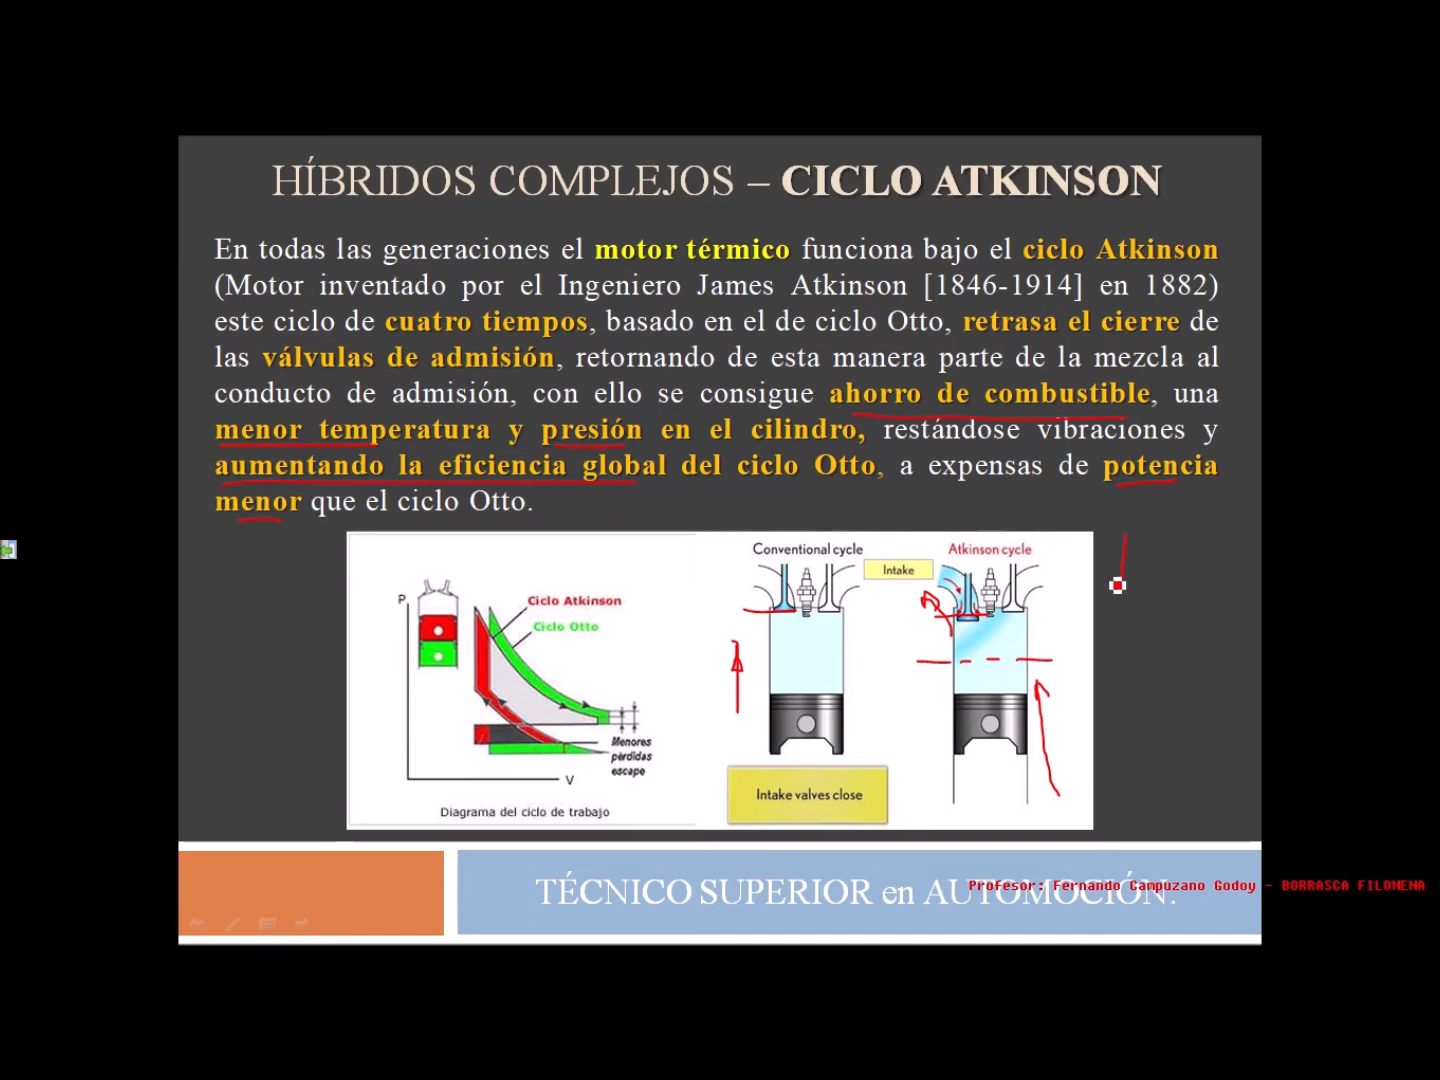 HÍBRIDOS COMPLEJOS – CICLO ATKINSON
En todas las generaciones el motor térmico funciona bajo el ciclo Atkinson
(Motor inventado por el Ingeniero James Atkinson [1846-1914] en 1882)
este ciclo de cuatro tiempos, basado en el de ciclo Otto, retrasa el cierre de
las válvulas de admisión, retornando de esta manera parte de la mezcla al
conducto de admisión, con ello se consigue ahorro de combustible, una
menor temperatura y presión en el cilindro, restándose vibraciones y
aumentando la eficiencia global del ciclo Otto, a expensas de potencia
menor que el ciclo Otto.
P
Ciclo Atkinson
Ciclo Otto
Menores
pérdidas
escape
V
Diagrama del ciclo de trabajo
Conventional cycle
Intake
Atkinson cycle
Intake valves close
TÉCNICO SUPERIOR en AUTOMOCIÓN.
Profesor: Fernando Campuzano Godoy - BORRASCA FILOMENA